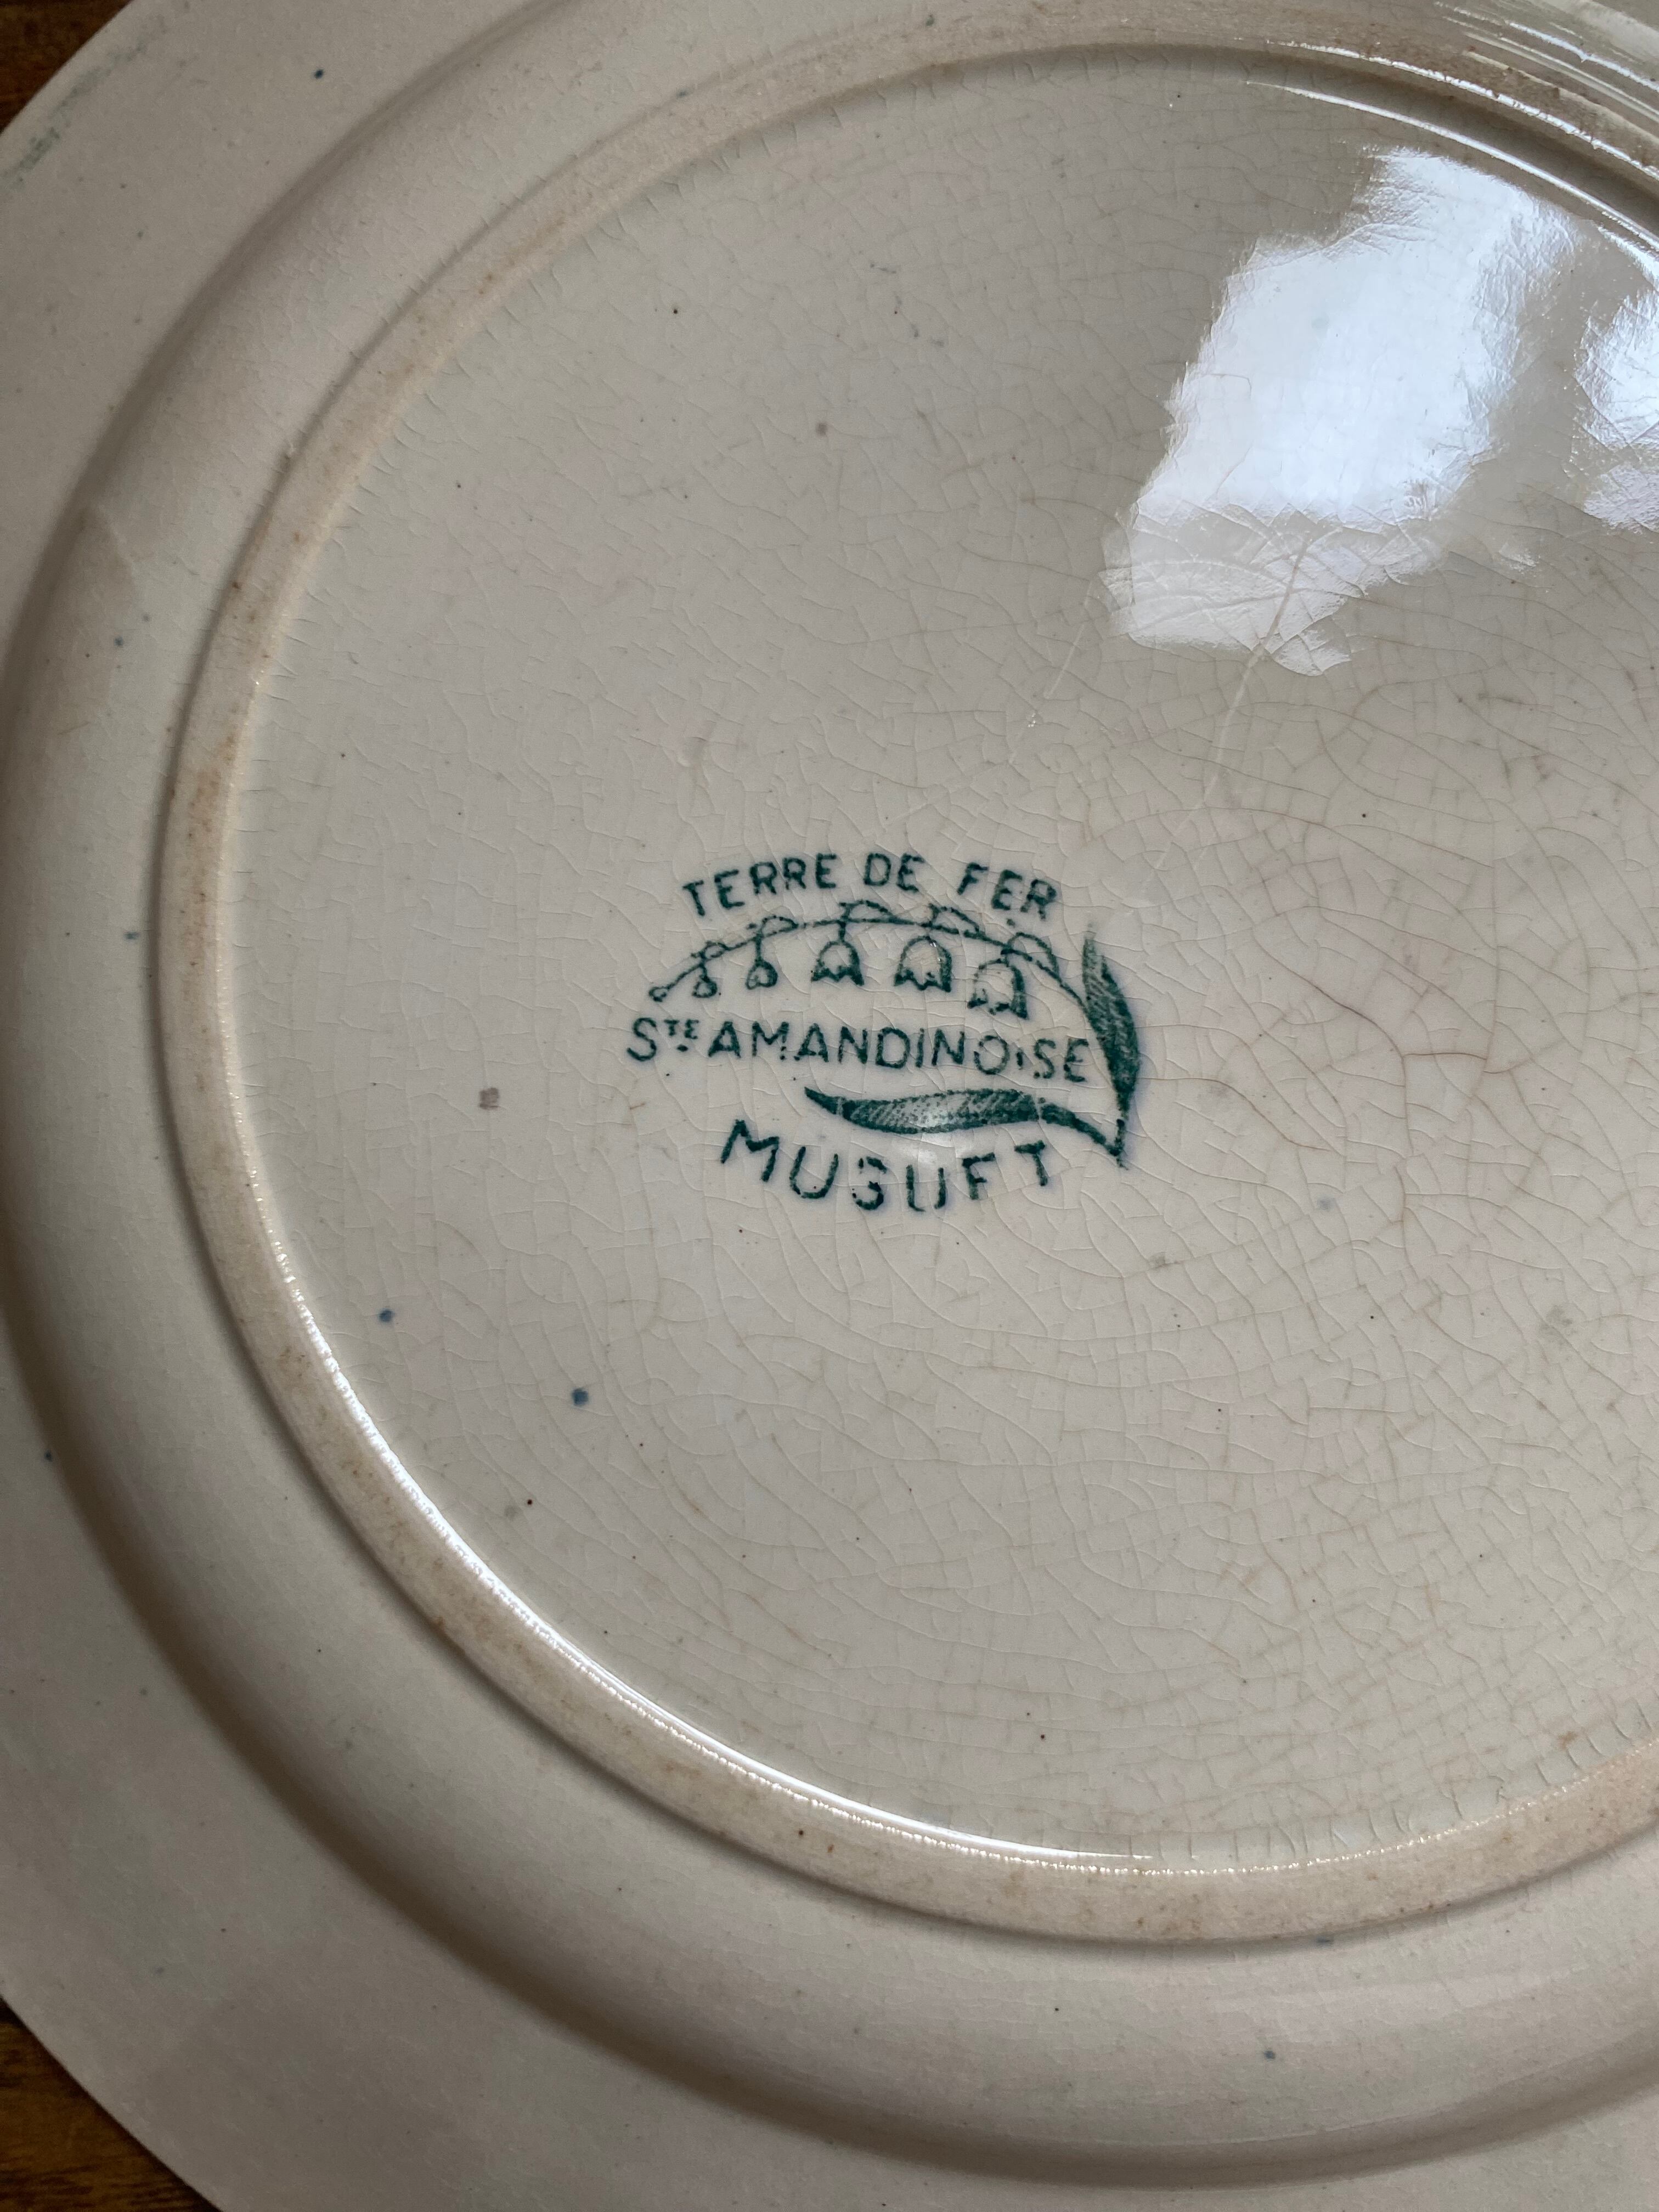 TERRE DE FER
STE AMANDINOISE
MUGUET